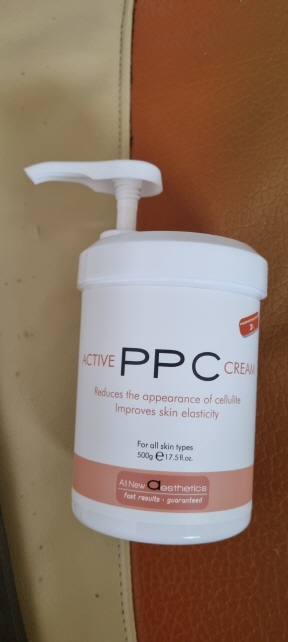 ACTIVE PPC CREAM
Reduces the appearance of cellulite
Improves skin elasticity
For all skin types
500g ℮ 17.5 fl.oz.
All New aesthetics
fast results · guaranteed